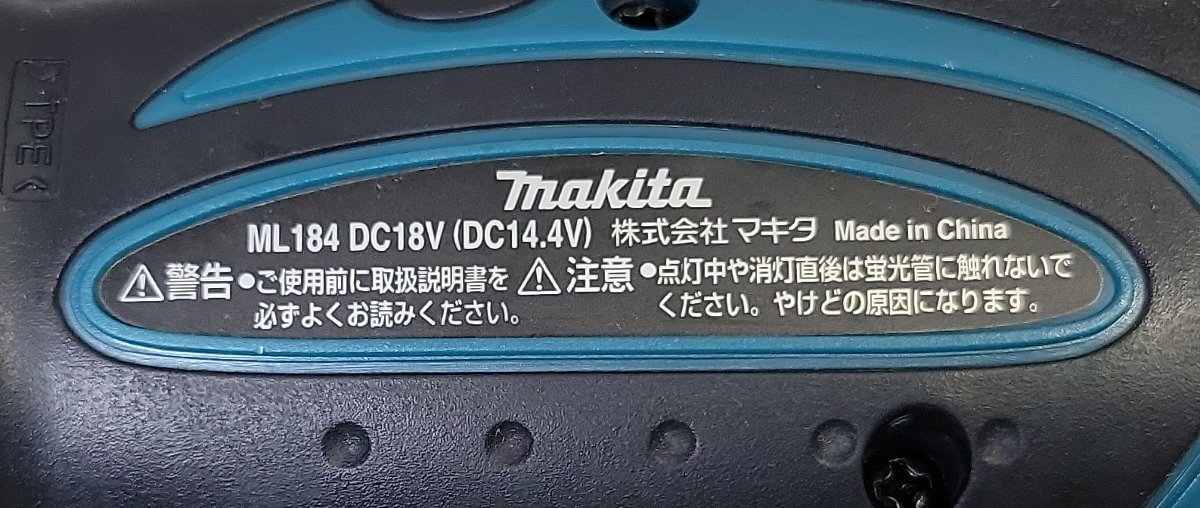 >TPE<
makita
ML184 DC18V (DC14.4V) 株式会社 マキタ Made in China
⚠警告 ●ご使用前に取扱説明書を
必ずよくお読みください。
⚠注意 ●点灯中や消灯直後は蛍光管に触れないで
ください。やけどの原因になります。